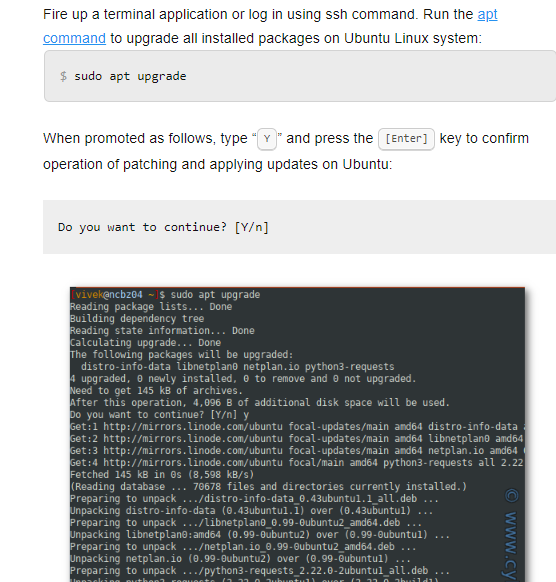 Fire up a terminal application or log in using ssh command. Run the apt
command to upgrade all installed packages on Ubuntu Linux system:
$ sudo apt upgrade
When promoted as follows, type “Y” and press the [Enter] key to confirm
operation of patching and applying updates on Ubuntu:
Do you want to continue? [Y/n]
[vivek@ncbz04 ~]$ sudo apt upgrade
Reading package lists... Done
Building dependency tree
Reading state information... Done
Calculating upgrade... Done
The following packages will be upgraded:
distro-info-data libnetplan0 netplan.io python3-requests
4 upgraded, 0 newly installed, 0 to remove and 0 not upgraded.
Need to get 145 kB of archives.
After this operation, 4,096 B of additional disk space will be used.
Do you want to continue? [Y/n] y
Get:1 http://mirrors.linode.com/ubuntu focal-updates/main amd64 distro-info-data
Get:2 http://mirrors.linode.com/ubuntu focal-updates/main amd64 libnetplan0 amd64
Get:3 http://mirrors.linode.com/ubuntu focal-updates/main amd64 netplan.io amd64
Get:4 http://mirrors.linode.com/ubuntu focal/main amd64 python3-requests all 2.22
Fetched 145 kB in 0s (8,598 kB/s)
(Reading database ... 70678 files and directories currently installed.)
Preparing to unpack .../distro-info-data_0.43ubuntu1.1_all.deb ...
Unpacking distro-info-data (0.43ubuntu1.1) over (0.43ubuntu1) ...
Preparing to unpack .../libnetplan0_0.99-0ubuntu2_amd64.deb ...
Unpacking libnetplan0:amd64 (0.99-0ubuntu2) over (0.99-0ubuntu1) ...
Preparing to unpack .../netplan.io_0.99-0ubuntu2_amd64.deb ...
Unpacking netplan.io (0.99-0ubuntu2) over (0.99-0ubuntu1) ...
Preparing to unpack .../python3-requests_2.22.0-2ubuntu1_all.deb ...
Unpacking python3-requests (2.22.0-2ubuntu1) over (2.22.0-2build1)
© www.cy